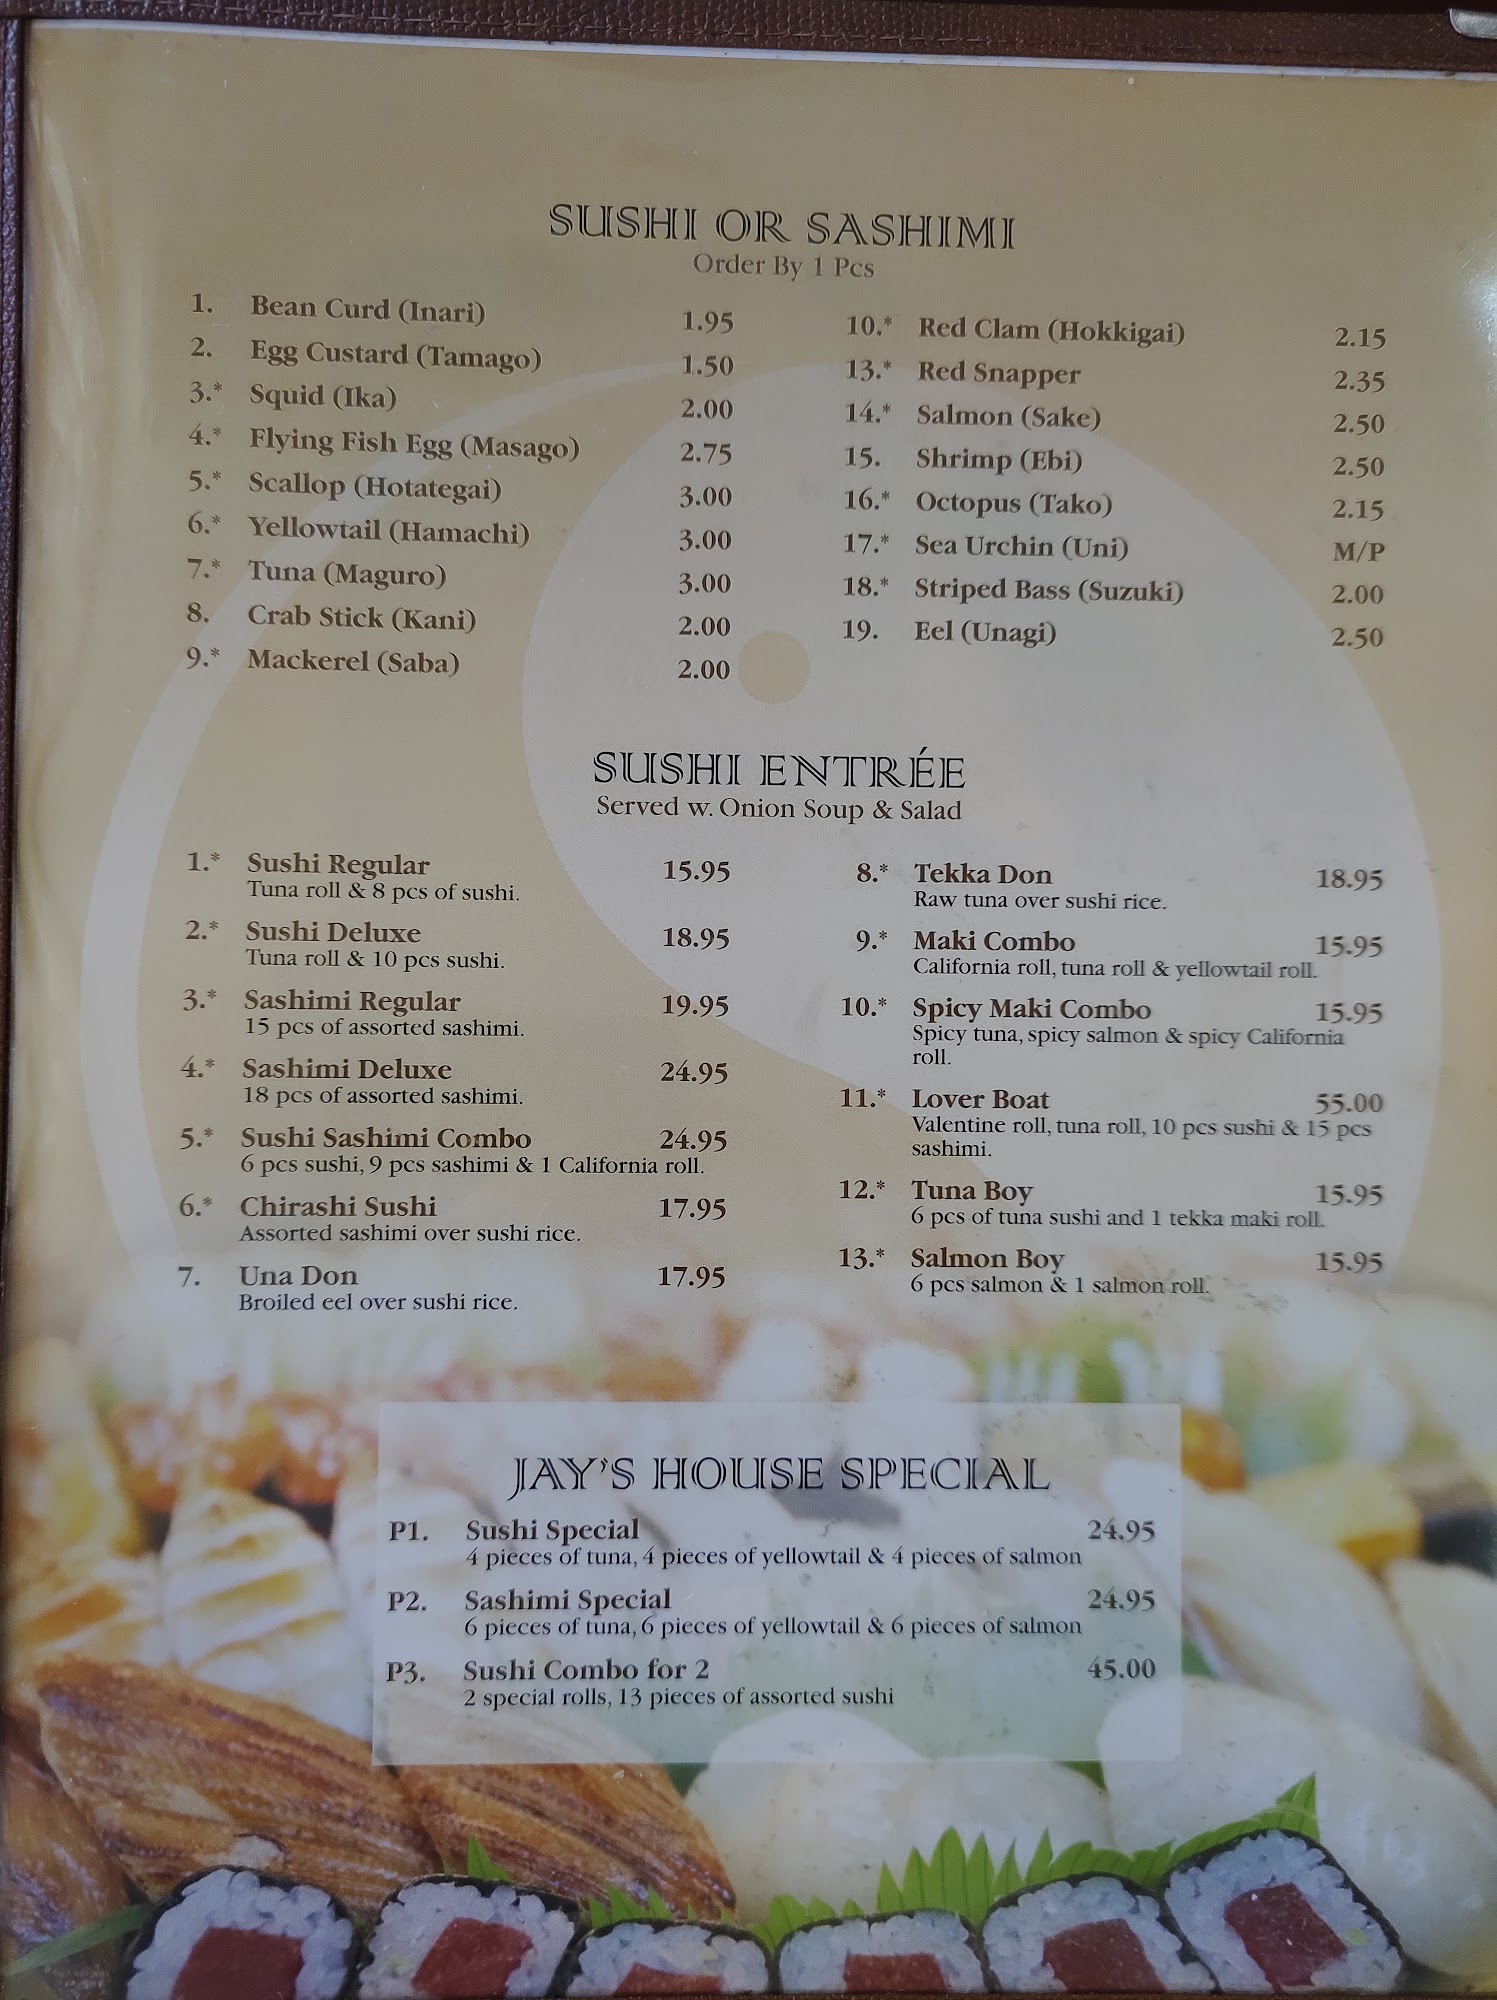 SUSHI OR SASHIMI
Order By 1 Pcs
1. Bean Curd (Inari) 1.95
2. Egg Custard (Tamago) 1.50
3.* Squid (Ika) 2.00
4.* Flying Fish Egg (Masago) 2.75
5.* Scallop (Hotategai) 3.00
6.* Yellowtail (Hamachi) 3.00
7.* Tuna (Maguro) 3.00
8. Crab Stick (Kani) 2.00
9.* Mackerel (Saba) 2.00
10.* Red Clam (Hokkigai) 2.15
13.* Red Snapper 2.35
14.* Salmon (Sake) 2.50
15. Shrimp (Ebi) 2.50
16.* Octopus (Tako) 2.15
17.* Sea Urchin (Uni) M/P
18.* Striped Bass (Suzuki) 2.00
19. Eel (Unagi) 2.50
SUSHI ENTRÉE
Served w. Onion Soup & Salad
1.* Sushi Regular 15.95
Tuna roll & 8 pcs of sushi.
2.* Sushi Deluxe 18.95
Tuna roll & 10 pcs sushi.
3.* Sashimi Regular 19.95
15 pcs of assorted sashimi.
4.* Sashimi Deluxe 24.95
18 pcs of assorted sashimi.
5.* Sushi Sashimi Combo 24.95
6 pcs sushi, 9 pcs sashimi & 1 California roll.
6.* Chirashi Sushi 17.95
Assorted sashimi over sushi rice.
7. Una Don 17.95
Broiled eel over sushi rice.
8.* Tekka Don 18.95
Raw tuna over sushi rice.
9.* Maki Combo 15.95
California roll, tuna roll & yellowtail roll.
10.* Spicy Maki Combo 15.95
Spicy tuna, spicy salmon & spicy California
roll.
11.* Lover Boat 55.00
Valentine roll, tuna roll, 10 pcs sushi & 15 pcs
sashimi.
12.* Tuna Boy 15.95
6 pcs of tuna sushi and 1 tekka maki roll.
13.* Salmon Boy 15.95
6 pcs salmon & 1 salmon roll.
JAY'S HOUSE SPECIAL
P1. Sushi Special 24.95
4 pieces of tuna, 4 pieces of yellowtail & 4 pieces of salmon
P2. Sashimi Special 24.95
6 pieces of tuna, 6 pieces of yellowtail & 6 pieces of salmon
P3. Sushi Combo for 2 45.00
2 special rolls, 13 pieces of assorted sushi